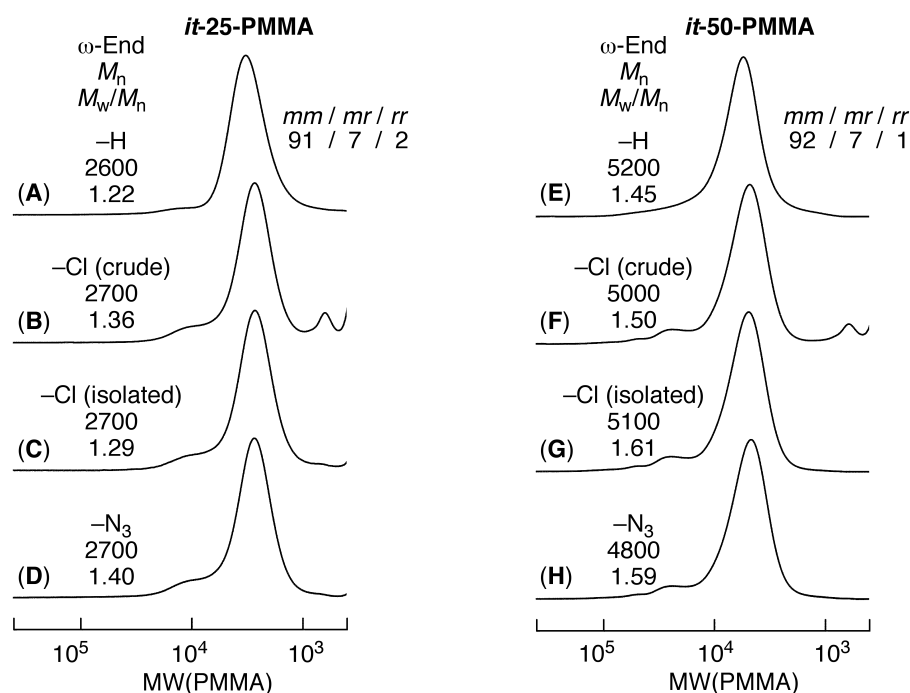 it-25-PMMA
ω-End
Mn
Mw/Mn
mm / mr / rr
91 / 7 / 2
–H
2600
(A) 1.22
–Cl (crude)
2700
(B) 1.36
–Cl (isolated)
2700
(C) 1.29
–N3
2700
(D) 1.40
10^5 10^4 10^3
MW(PMMA)
it-50-PMMA
ω-End
Mn
Mw/Mn
mm / mr / rr
92 / 7 / 1
–H
5200
(E) 1.45
–Cl (crude)
5000
(F) 1.50
–Cl (isolated)
5100
(G) 1.61
–N3
4800
(H) 1.59
10^5 10^4 10^3
MW(PMMA)